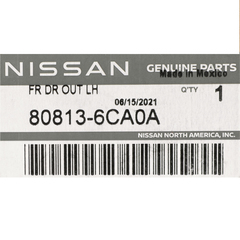 NISSAN
GENUINE PARTS
Made in Mexico
FR DR OUT LH
Q'TY
1
06/15/2021
80813-6CA0A
NISSAN NORTH AMERICA, INC.